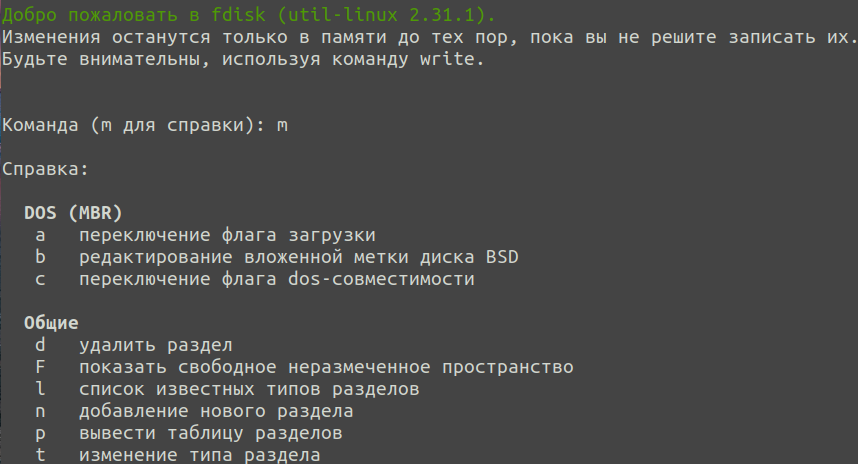 Добро пожаловать в fdisk (util-linux 2.31.1).
Изменения останутся только в памяти до тех пор, пока вы не решите записать их.
Будьте внимательны, используя команду write.
Команда (m для справки): m
Справка:
DOS (MBR)
a переключение флага загрузки
b редактирование вложенной метки диска BSD
c переключение флага dos-совместимости
Общие
d удалить раздел
F показать свободное неразмеченное пространство
l список известных типов разделов
n добавление нового раздела
p вывести таблицу разделов
t изменение типа раздела